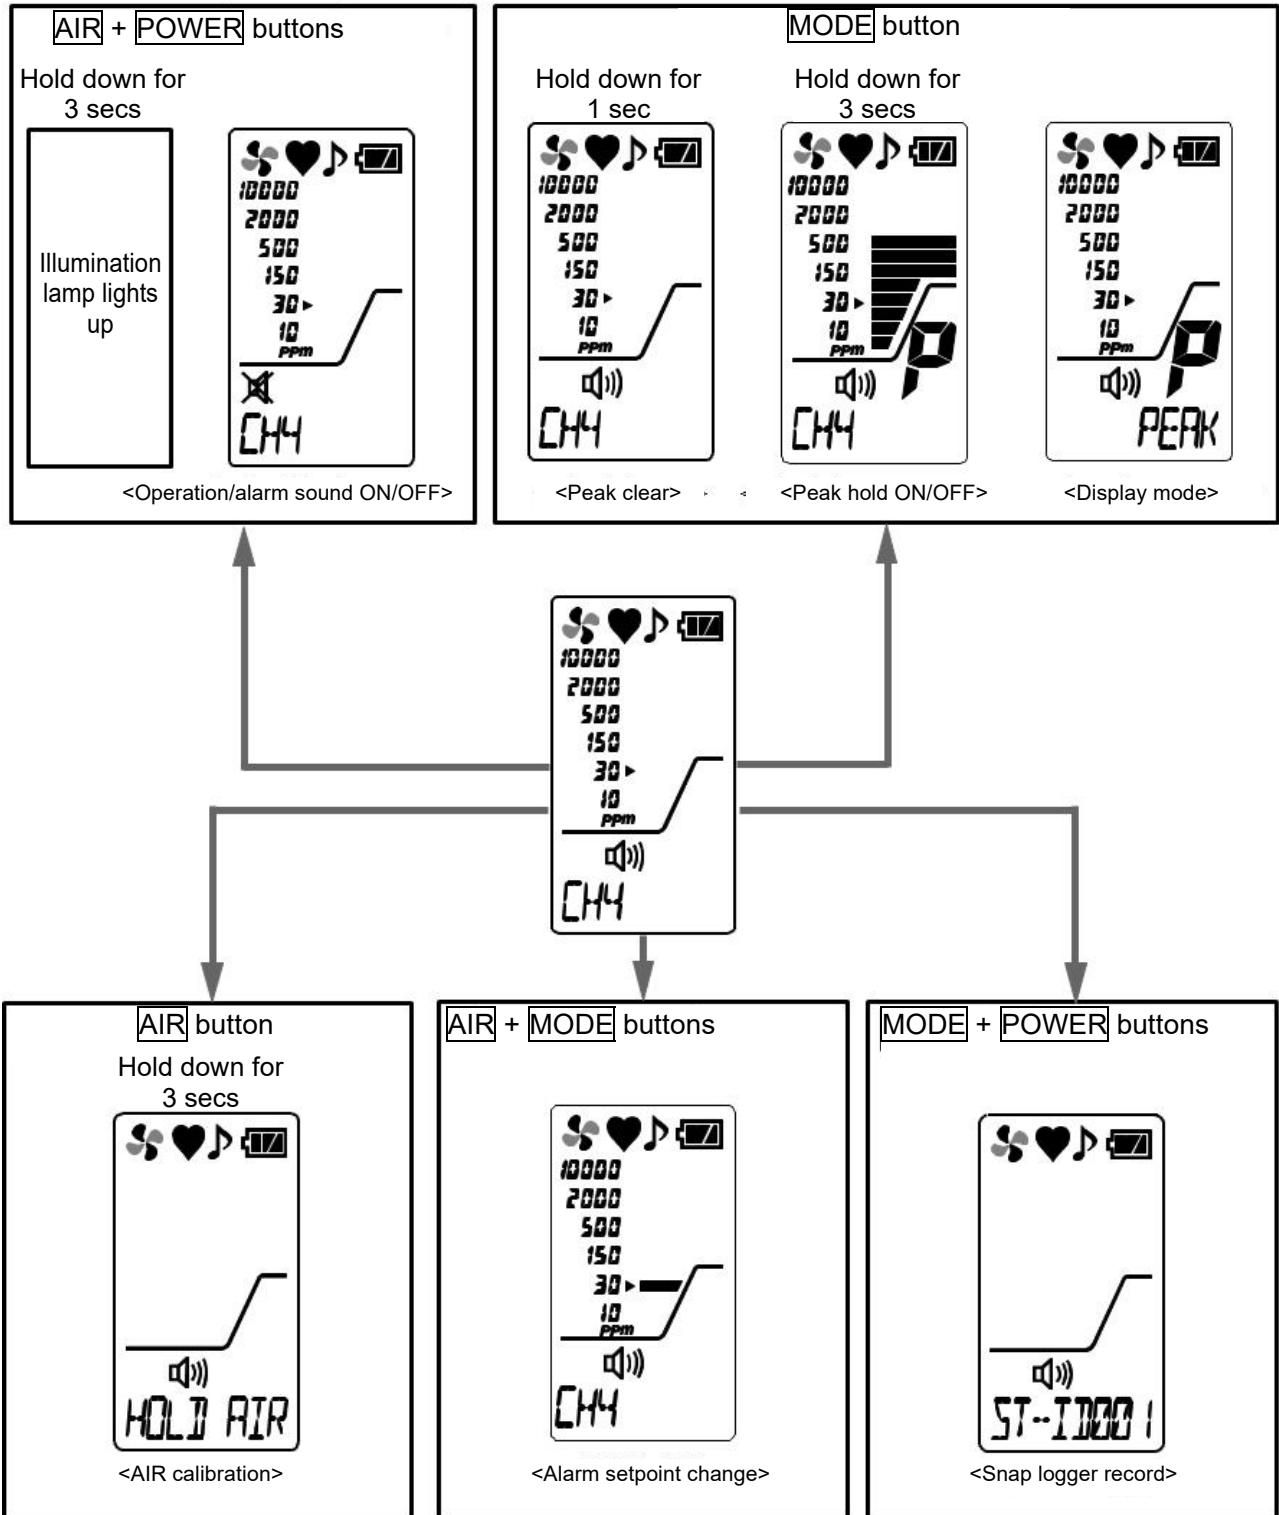 AIR + POWER buttons
Hold down for
3 secs
Illumination
lamp lights
up
10000
2000
500
150
30
10
PPm
CH4
<Operation/alarm sound ON/OFF>
MODE button
Hold down for
1 sec
10000
2000
500
150
30
10
PPm
CH4
<Peak clear>
Hold down for
3 secs
10000
2000
500
150
30
10
PPm
P
CH4
<Peak hold ON/OFF>
10000
2000
500
150
30
10
PPm
P
PEAK
<Display mode>
10000
2000
500
150
30
10
PPm
CH4
AIR button
Hold down for
3 secs
HOLD AIR
<AIR calibration>
AIR + MODE buttons
10000
2000
500
150
30
10
PPm
CH4
<Alarm setpoint change>
MODE + POWER buttons
ST--ID001
<Snap logger record>